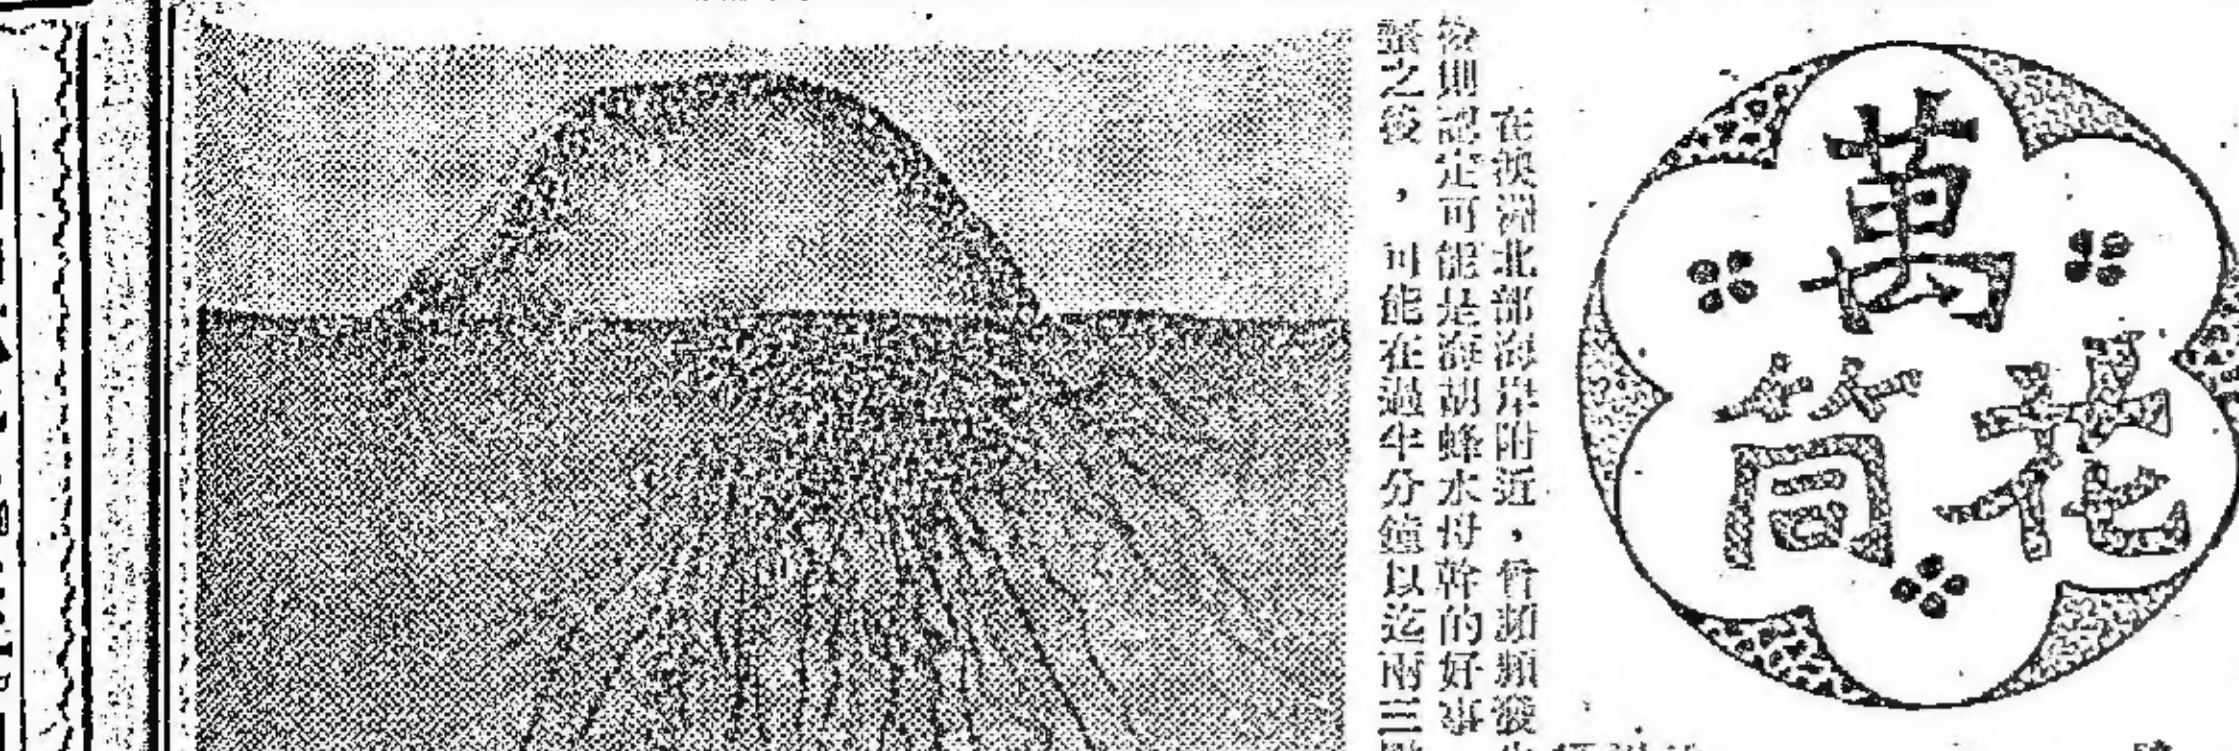 萬
花
筒
在澳洲北部海岸附近，曾頻頻發
後則認定可能是海胡蜂水母幹的好事
螫之後，可能在過半分鐘以迄兩三